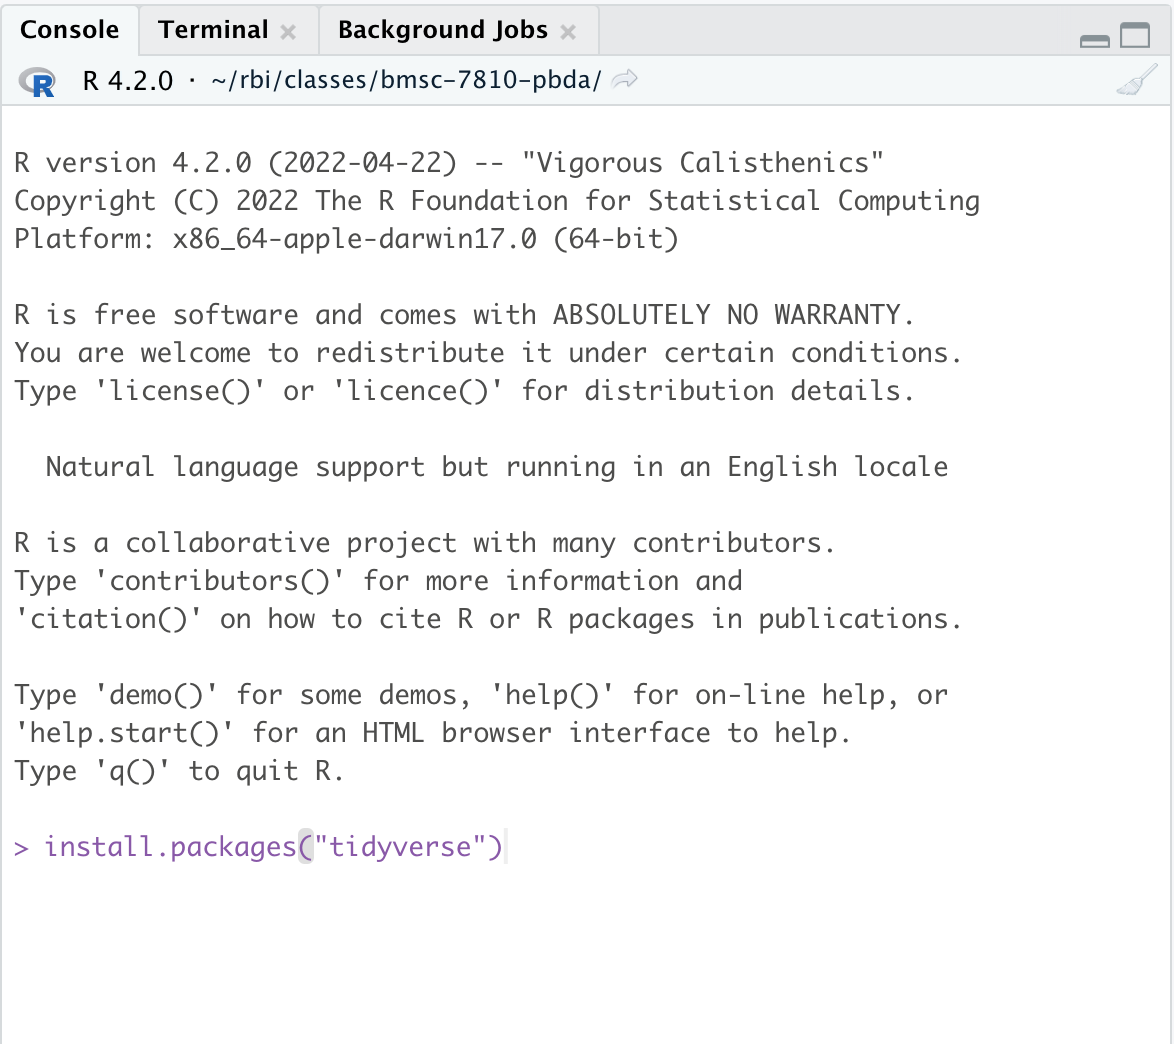 Console Terminal Background Jobs
R R 4.2.0 · ~/rbi/classes/bmsc-7810-pbda/
R version 4.2.0 (2022-04-22) -- "Vigorous Calisthenics"
Copyright (C) 2022 The R Foundation for Statistical Computing
Platform: x86_64-apple-darwin17.0 (64-bit)
R is free software and comes with ABSOLUTELY NO WARRANTY.
You are welcome to redistribute it under certain conditions.
Type 'license()' or 'licence()' for distribution details.
  Natural language support but running in an English locale
R is a collaborative project with many contributors.
Type 'contributors()' for more information and
'citation()' on how to cite R or R packages in publications.
Type 'demo()' for some demos, 'help()' for on-line help, or
'help.start()' for an HTML browser interface to help.
Type 'q()' to quit R.
> install.packages("tidyverse")